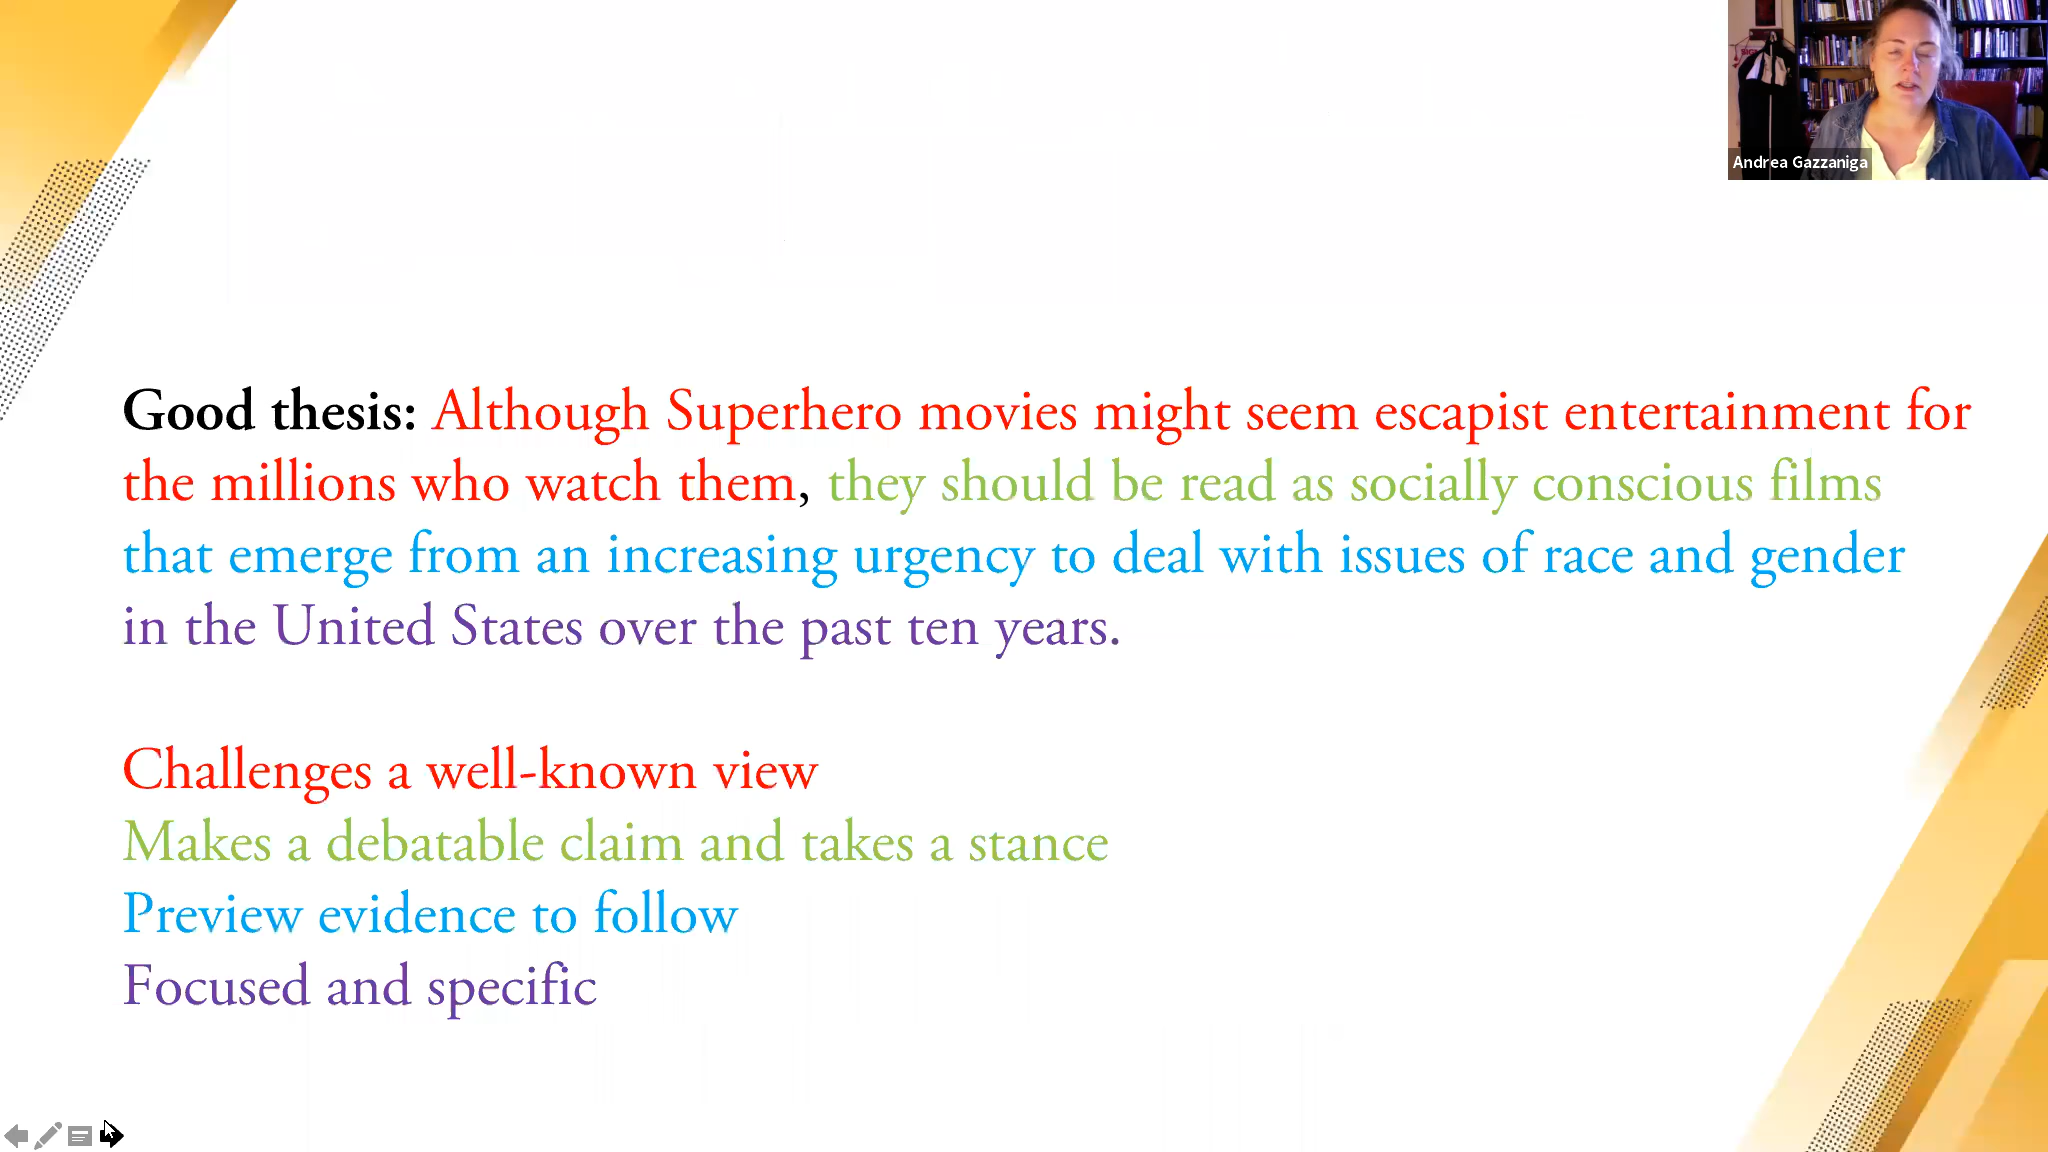 Andrea Gazzaniga
Good thesis: Although Superhero movies might seem escapist entertainment for
the millions who watch them, they should be read as socially conscious films
that emerge from an increasing urgency to deal with issues of race and gender
in the United States over the past ten years.
Challenges a well-known view
Makes a debatable claim and takes a stance
Preview evidence to follow
Focused and specific